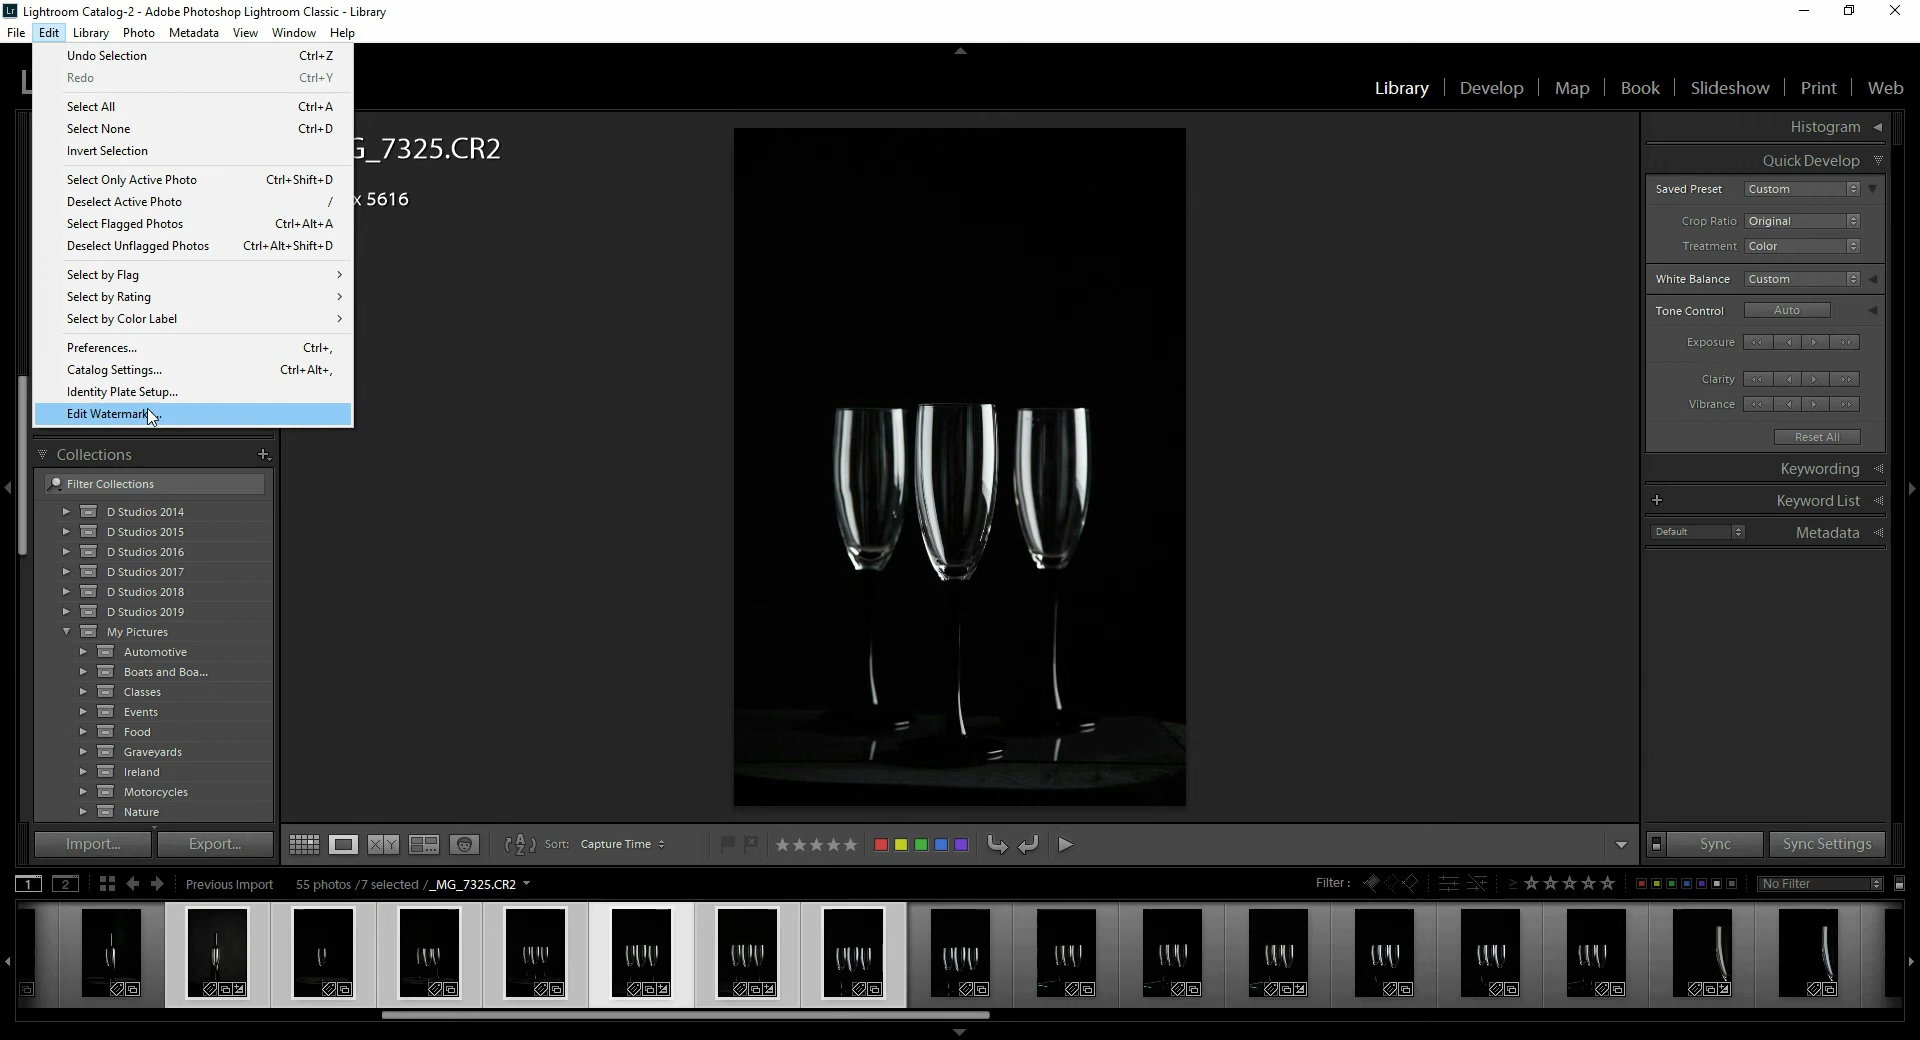 Lr Lightroom Catalog-2 - Adobe Photoshop Lightroom Classic - Library
File Edit Library Photo Metadata View Window Help
Undo Selection Ctrl+Z
Redo Ctrl+Y
Select All Ctrl+A
Select None Ctrl+D
Invert Selection
Select Only Active Photo Ctrl+Shift+D
Deselect Active Photo /
Select Flagged Photos Ctrl+Alt+A
Deselect Unflagged Photos Ctrl+Alt+Shift+D
Select by Flag
Select by Rating
Select by Color Label
Preferences... Ctrl+,
Catalog Settings... Ctrl+Alt+,
Identity Plate Setup...
Edit Watermark...
Library Develop Map Book Slideshow Print Web
G_7325.CR2
x 5616
Histogram
Quick Develop
Saved Preset Custom
Crop Ratio Original
Treatment Color
White Balance Custom
Tone Control Auto
Exposure
Clarity
Vibrance
Reset All
Keywording
+ Keyword List
Default Metadata
Collections +
Filter Collections
D Studios 2014
D Studios 2015
D Studios 2016
D Studios 2017
D Studios 2018
D Studios 2019
My Pictures
Automotive
Boats and Boa...
Classes
Events
Food
Graveyards
Ireland
Motorcycles
Nature
Import... Export... XY AZ Sort: Capture Time Sync Sync Settings
1 2 Previous Import 55 photos /7 selected /_MG_7325.CR2 Filter: ≥ No Filter